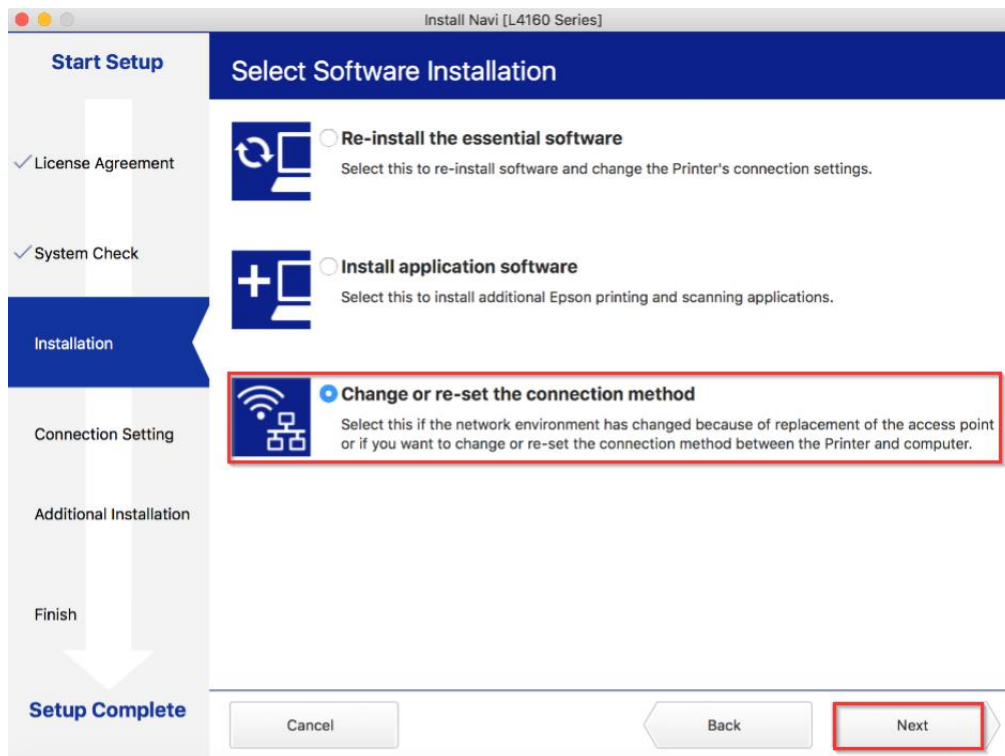 Install Navi [L4160 Series]
Start Setup
License Agreement
System Check
Installation
Connection Setting
Additional Installation
Finish
Setup Complete
Select Software Installation
Re-install the essential software
Select this to re-install software and change the Printer's connection settings.
Install application software
Select this to install additional Epson printing and scanning applications.
Change or re-set the connection method
Select this if the network environment has changed because of replacement of the access point
or if you want to change or re-set the connection method between the Printer and computer.
Cancel
Back
Next